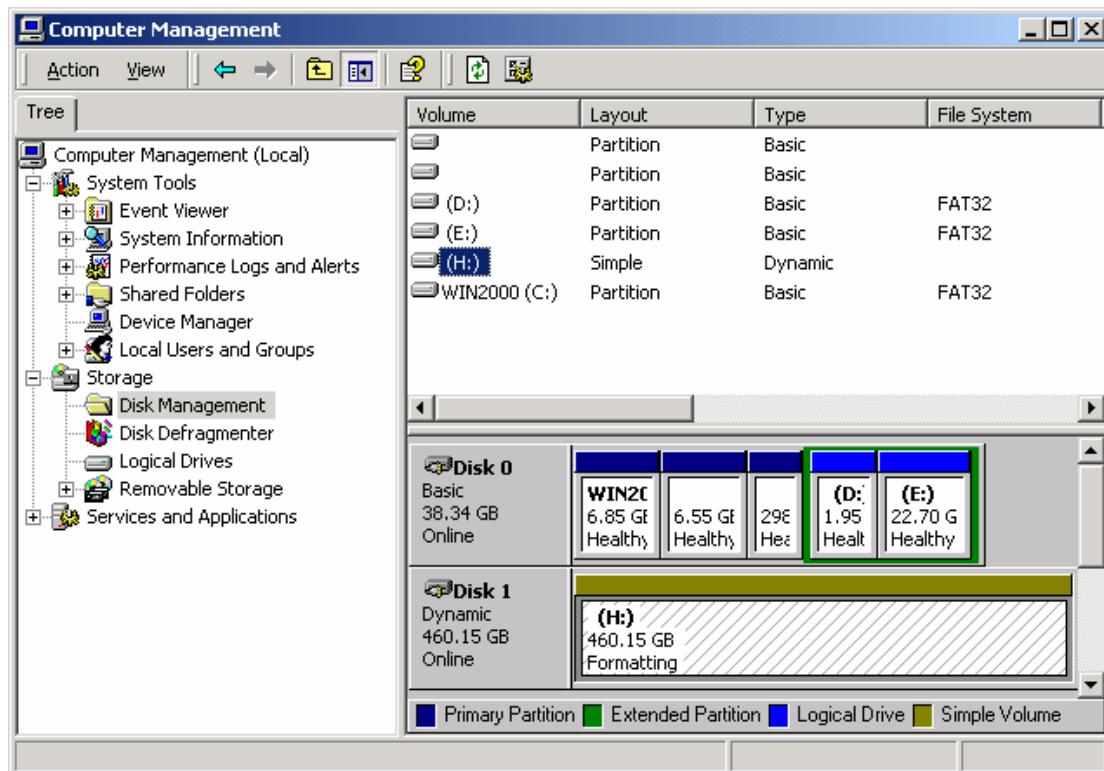 Computer Management
Action View
Tree
Computer Management (Local)
System Tools
Event Viewer
System Information
Performance Logs and Alerts
Shared Folders
Device Manager
Local Users and Groups
Storage
Disk Management
Disk Defragmenter
Logical Drives
Removable Storage
Services and Applications
Volume Layout Type File System
Partition Basic
Partition Basic
(D:) Partition Basic FAT32
(E:) Partition Basic FAT32
(H:) Simple Dynamic
WIN2000 (C:) Partition Basic FAT32
Disk 0
Basic
38.34 GB
Online
WIN2(
6.85 GE
Healthy
6.55 GE
Healthy
298
Hea
(D:
1.95
Healt
(E:)
22.70 G
Healthy
Disk 1
Dynamic
460.15 GB
Online
(H:)
460.15 GB
Formatting
Primary Partition Extended Partition Logical Drive Simple Volume